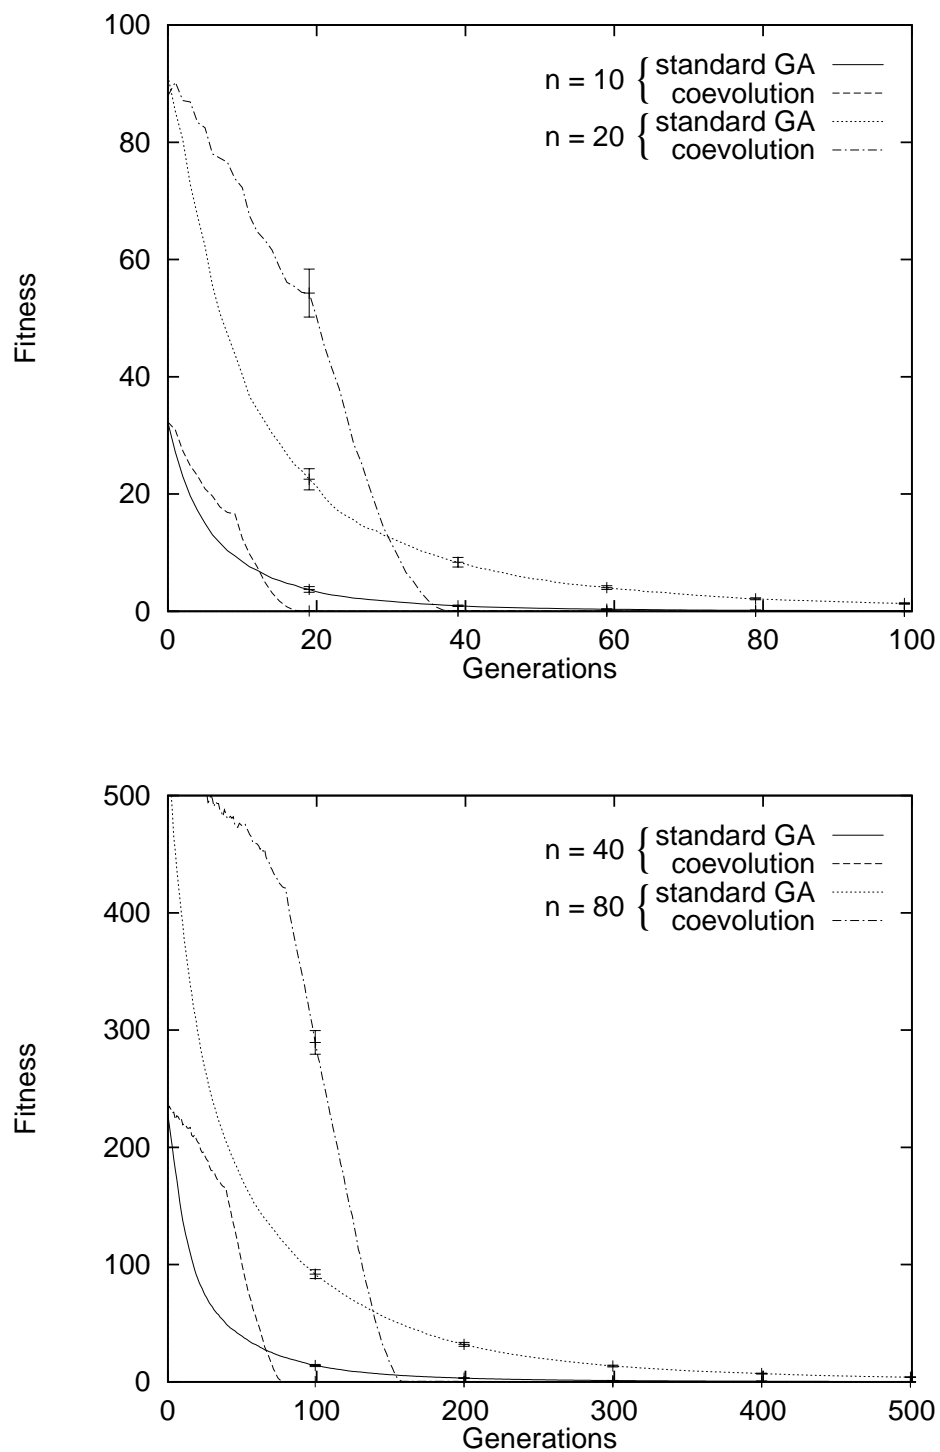 100
80
60
40
20
0
Fitness
n = 10 { standard GA
coevolution
n = 20 { standard GA
coevolution
0 20 40 60 80 100
Generations
500
400
300
200
100
0
Fitness
n = 40 { standard GA
coevolution
n = 80 { standard GA
coevolution
0 100 200 300 400 500
Generations